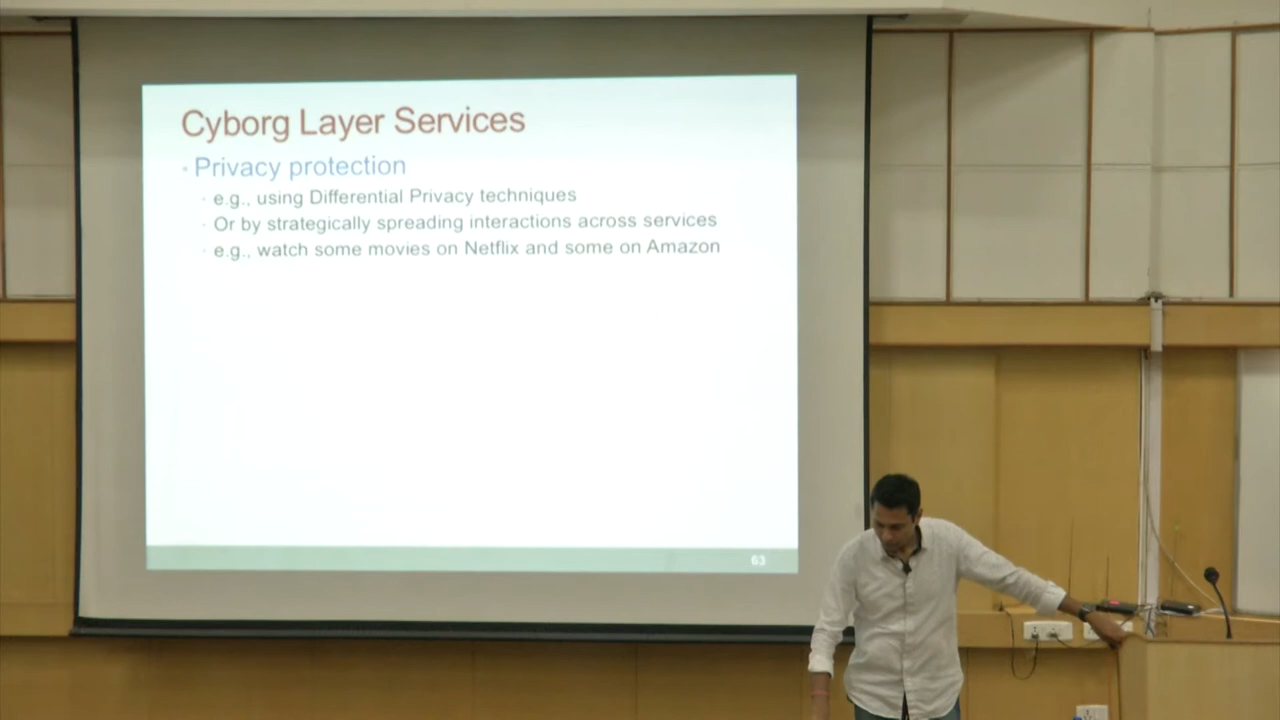 Cyborg Layer Services
• Privacy protection
• e.g., using Differential Privacy techniques
• Or by strategically spreading interactions across services
• e.g., watch some movies on Netflix and some on Amazon
63